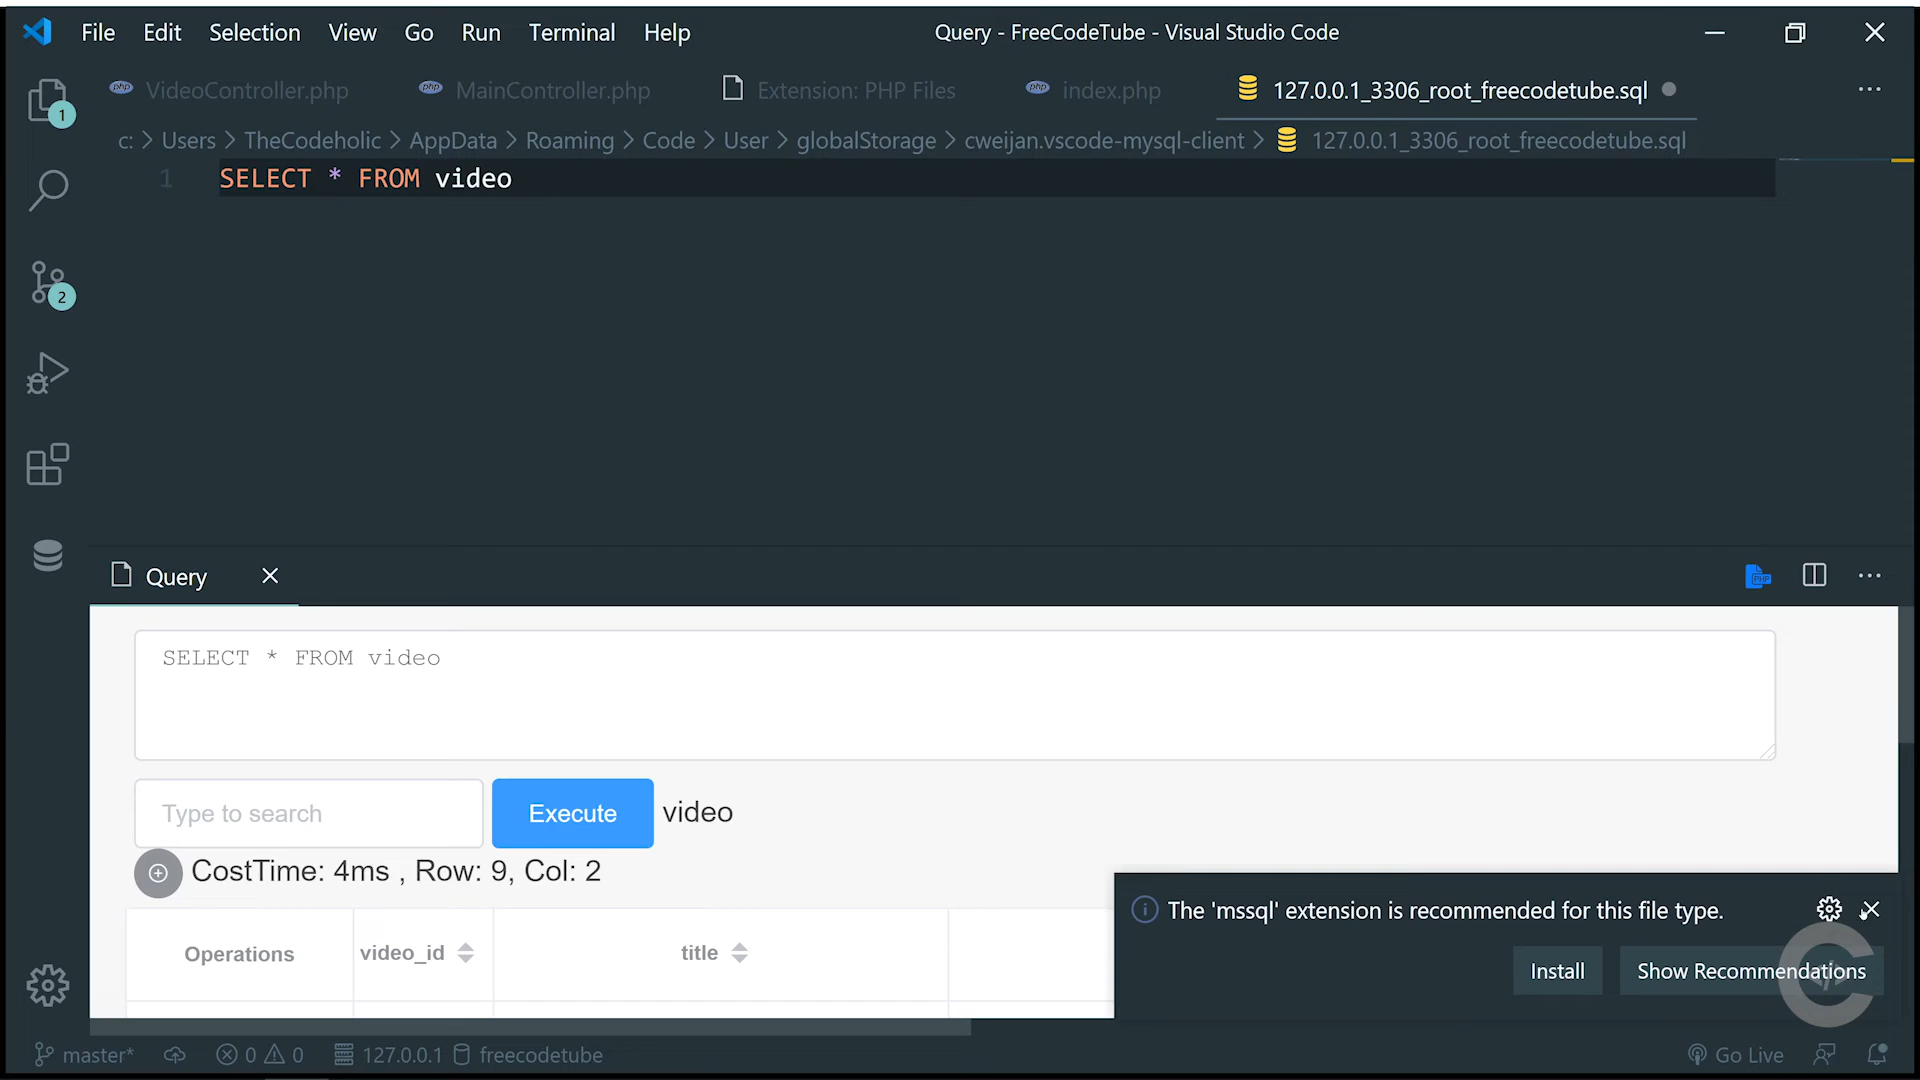 File Edit Selection View Go Run Terminal Help Query - FreeCodeTube - Visual Studio Code
php VideoController.php php MainController.php Extension: PHP Files php index.php 127.0.0.1_3306_root_freecodetube.sql ...
c: > Users > TheCodeholic > AppData > Roaming > Code > User > globalStorage > cweijan.vscode-mysql-client > 127.0.0.1_3306_root_freecodetube.sql
1 SELECT * FROM video
1
2
Query PHP ...
SELECT * FROM video
Type to search Execute video
CostTime: 4ms , Row: 9, Col: 2
Operations video_id title
The 'mssql' extension is recommended for this file type.
Install Show Recommendations
C </>
master* 0 0 127.0.0.1 freecodetube Go Live